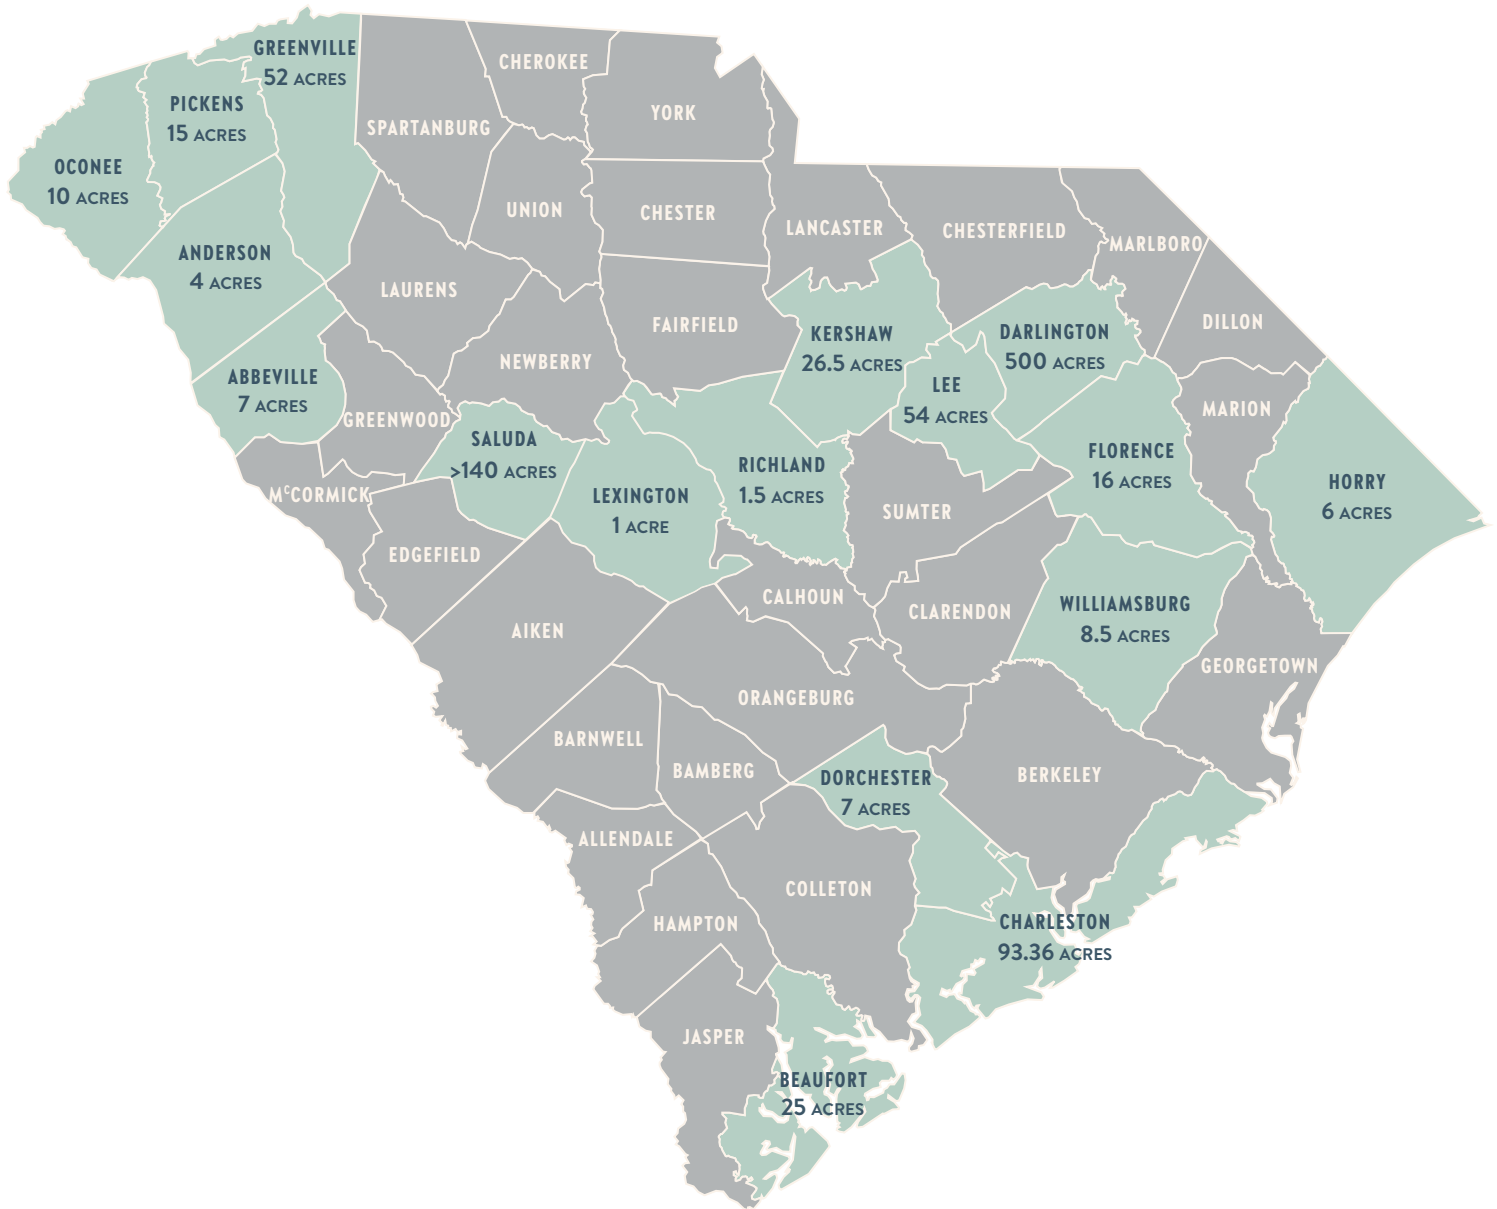 GREENVILLE
52 ACRES
CHEROKEE
PICKENS
15 ACRES
YORK
SPARTANBURG
OCONEE
10 ACRES
UNION
CHESTER
LANCASTER
CHESTERFIELD
MARLBORO
ANDERSON
4 ACRES
LAURENS
DILLON
FAIRFIELD
KERSHAW
26.5 ACRES
DARLINGTON
500 ACRES
NEWBERRY
ABBEVILLE
7 ACRES
LEE
54 ACRES
MARION
GREENWOOD
SALUDA
>140 ACRES
FLORENCE
16 ACRES
RICHLAND
1.5 ACRES
HORRY
6 ACRES
MCCORMICK
LEXINGTON
1 ACRE
SUMTER
EDGEFIELD
CALHOUN
CLARENDON
WILLIAMSBURG
8.5 ACRES
AIKEN
GEORGETOWN
ORANGEBURG
BARNWELL
BAMBERG
DORCHESTER
7 ACRES
BERKELEY
ALLENDALE
COLLETON
HAMPTON
CHARLESTON
93.36 ACRES
JASPER
BEAUFORT
25 ACRES